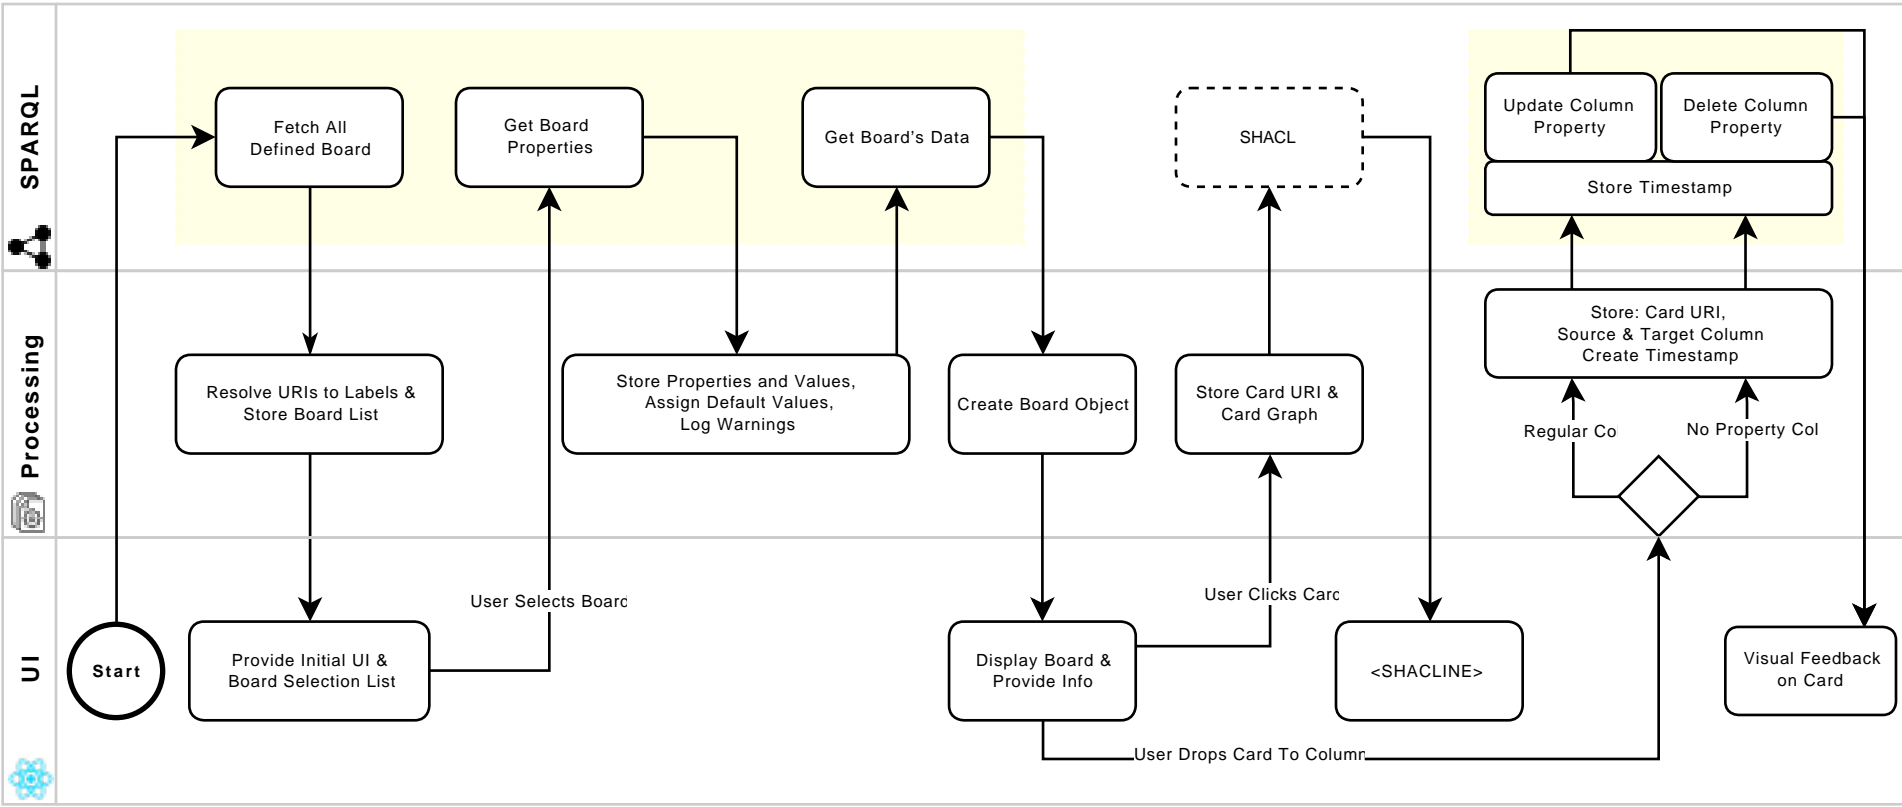 SPARQL
Fetch All
Defined Board
Get Board
Properties
Get Board's Data
SHACL
Update Column
Property
Delete Column
Property
Store Timestamp
Processing
Resolve URIs to Labels &
Store Board List
Store Properties and Values,
Assign Default Values,
Log Warnings
Create Board Object
Store Card URI &
Card Graph
Store: Card URI,
Source & Target Column
Create Timestamp
Regular Co
No Property Col
UI
Start
Provide Initial UI &
Board Selection List
User Selects Board
Display Board &
Provide Info
User Clicks Card
<SHACLINE>
User Drops Card To Column
Visual Feedback
on Card